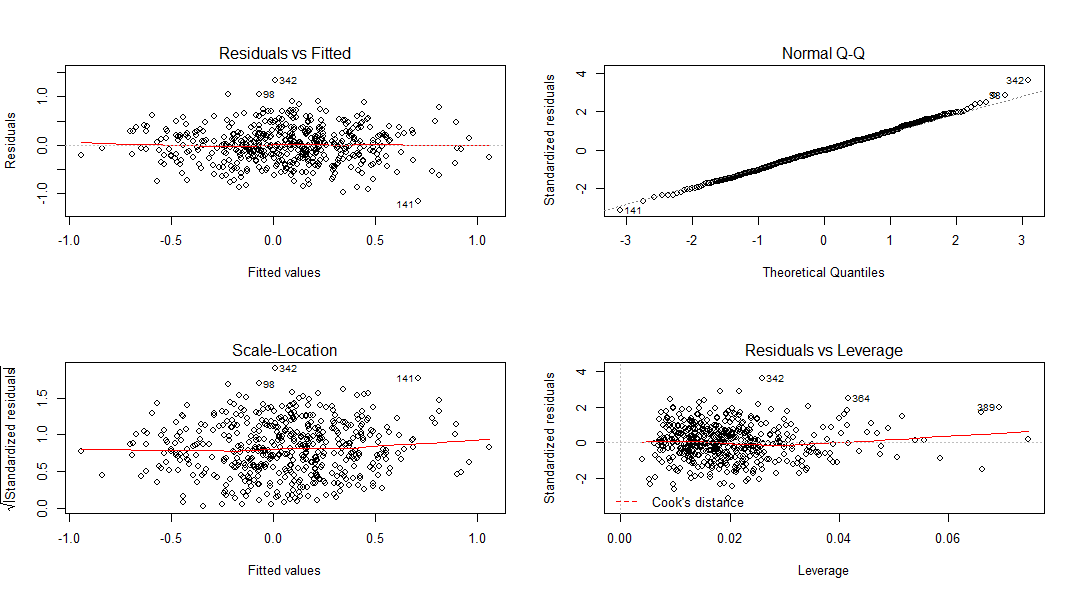 Residuals vs Fitted
Residuals
1.0
0.0
-1.0
342
98
141
-1.0 -0.5 0.0 0.5 1.0
Fitted values
Normal Q-Q
Standardized residuals
4
2
0
-2
342
98
141
-3 -2 -1 0 1 2 3
Theoretical Quantiles
Scale-Location
√|Standardized residuals|
1.5
1.0
0.5
0.0
342
98
141
-1.0 -0.5 0.0 0.5 1.0
Fitted values
Residuals vs Leverage
Standardized residuals
4
2
0
-2
342
364
389
Cook's distance
0.00 0.02 0.04 0.06
Leverage